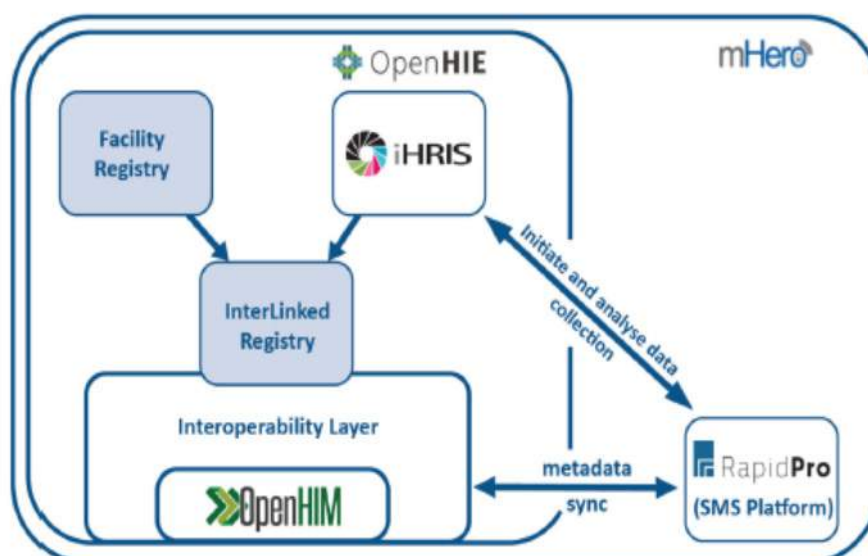 OpenHIE
mHero
Facility
Registry
iHRIS
InterLinked
Registry
Initiate and analyse data
collection
Interoperability Layer
OpenHIM
metadata
sync
RapidPro
(SMS Platform)